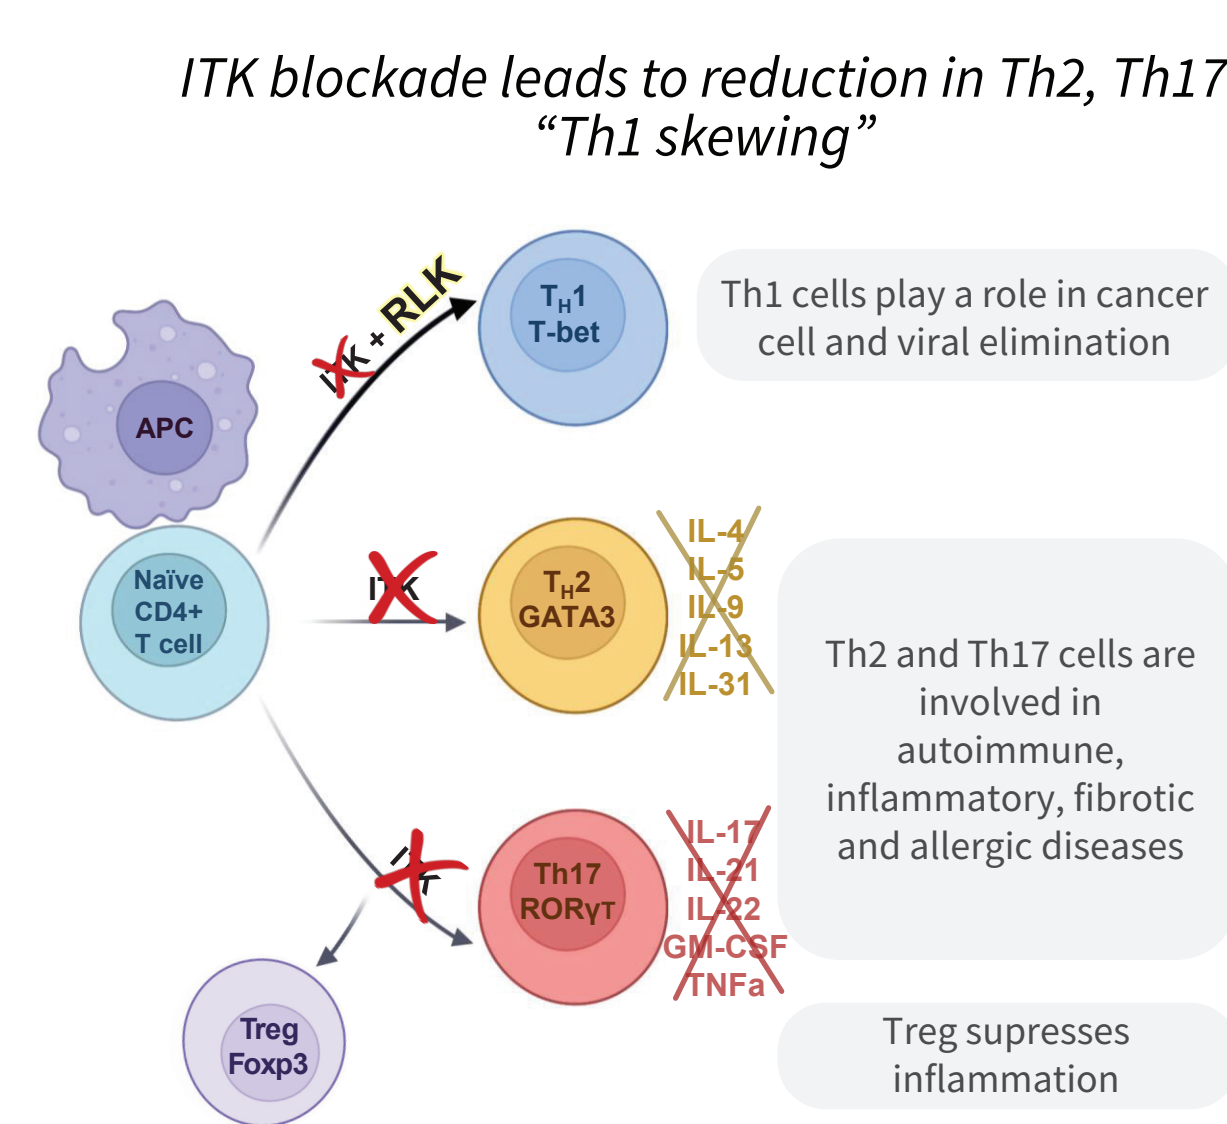 ITK blockade leads to reduction in Th2, Th17
“Th1 skewing”
ITK + RLK
TH1
T-bet
Th1 cells play a role in cancer
cell and viral elimination
APC
Naïve
CD4+
T cell
ITK
TH2
GATA3
IL-4
IL-5
IL-9
IL-13
IL-31
Th2 and Th17 cells are
involved in
autoimmune,
inflammatory, fibrotic
and allergic diseases
ITK
Th17
RORγT
IL-17
IL-21
IL-22
GM-CSF
TNFa
Treg
Foxp3
Treg supresses
inflammation